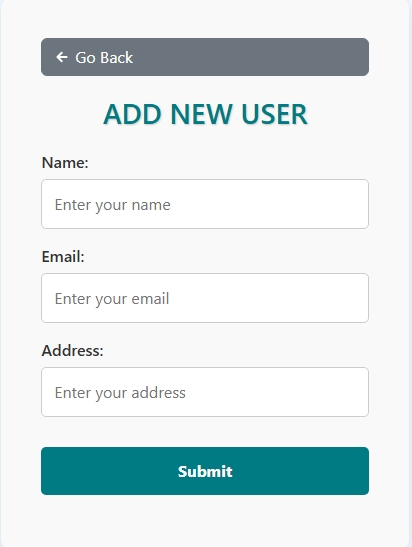 ← Go Back
ADD NEW USER
Name:
Enter your name
Email:
Enter your email
Address:
Enter your address
Submit